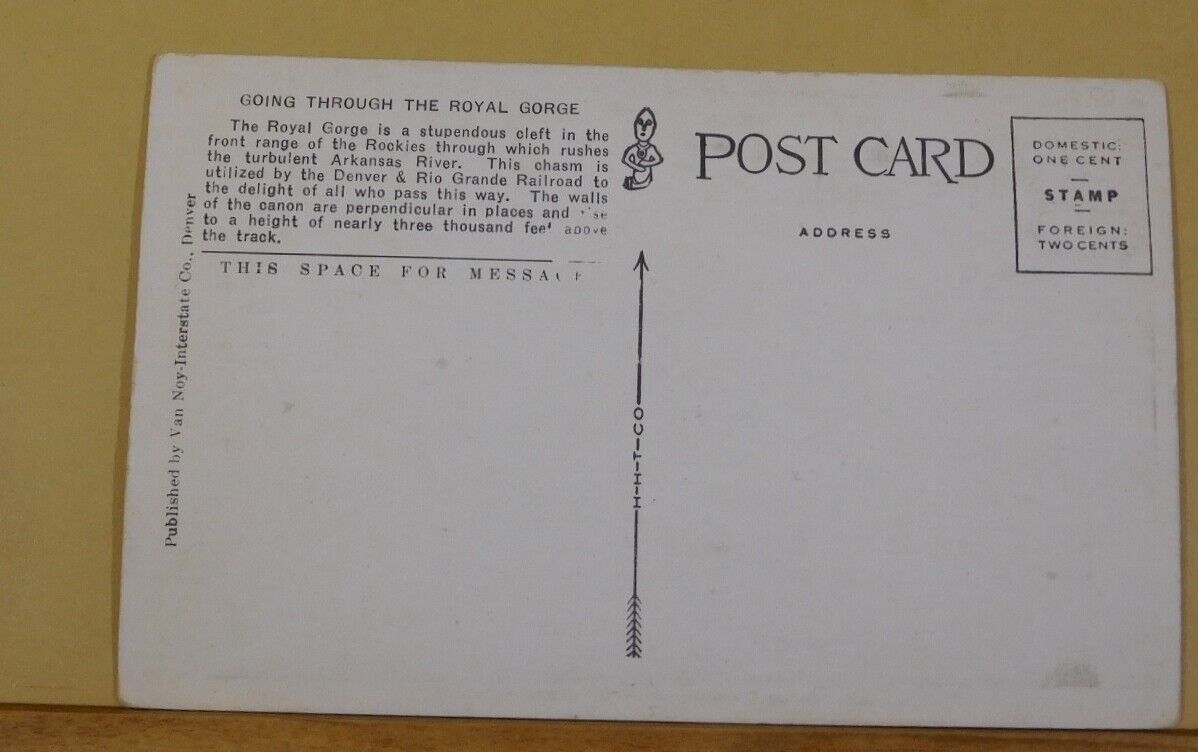 GOING THROUGH THE ROYAL GORGE
The Royal Gorge is a stupendous cleft in the
front range of the Rockies through which rushes
the turbulent Arkansas River. This chasm is
utilized by the Denver & Rio Grande Railroad to
the delight of all who pass this way. The walls
of the canon are perpendicular in places and
to a height of nearly three thousand above
the track.
THIS SPACE FOR
Published by Van Noy-Interstate Co., Denver
H-H-T-CO
POST CARD
ADDRESS
DOMESTIC:
ONE CENT
STAMP
FOREIGN:
TWO CENTS